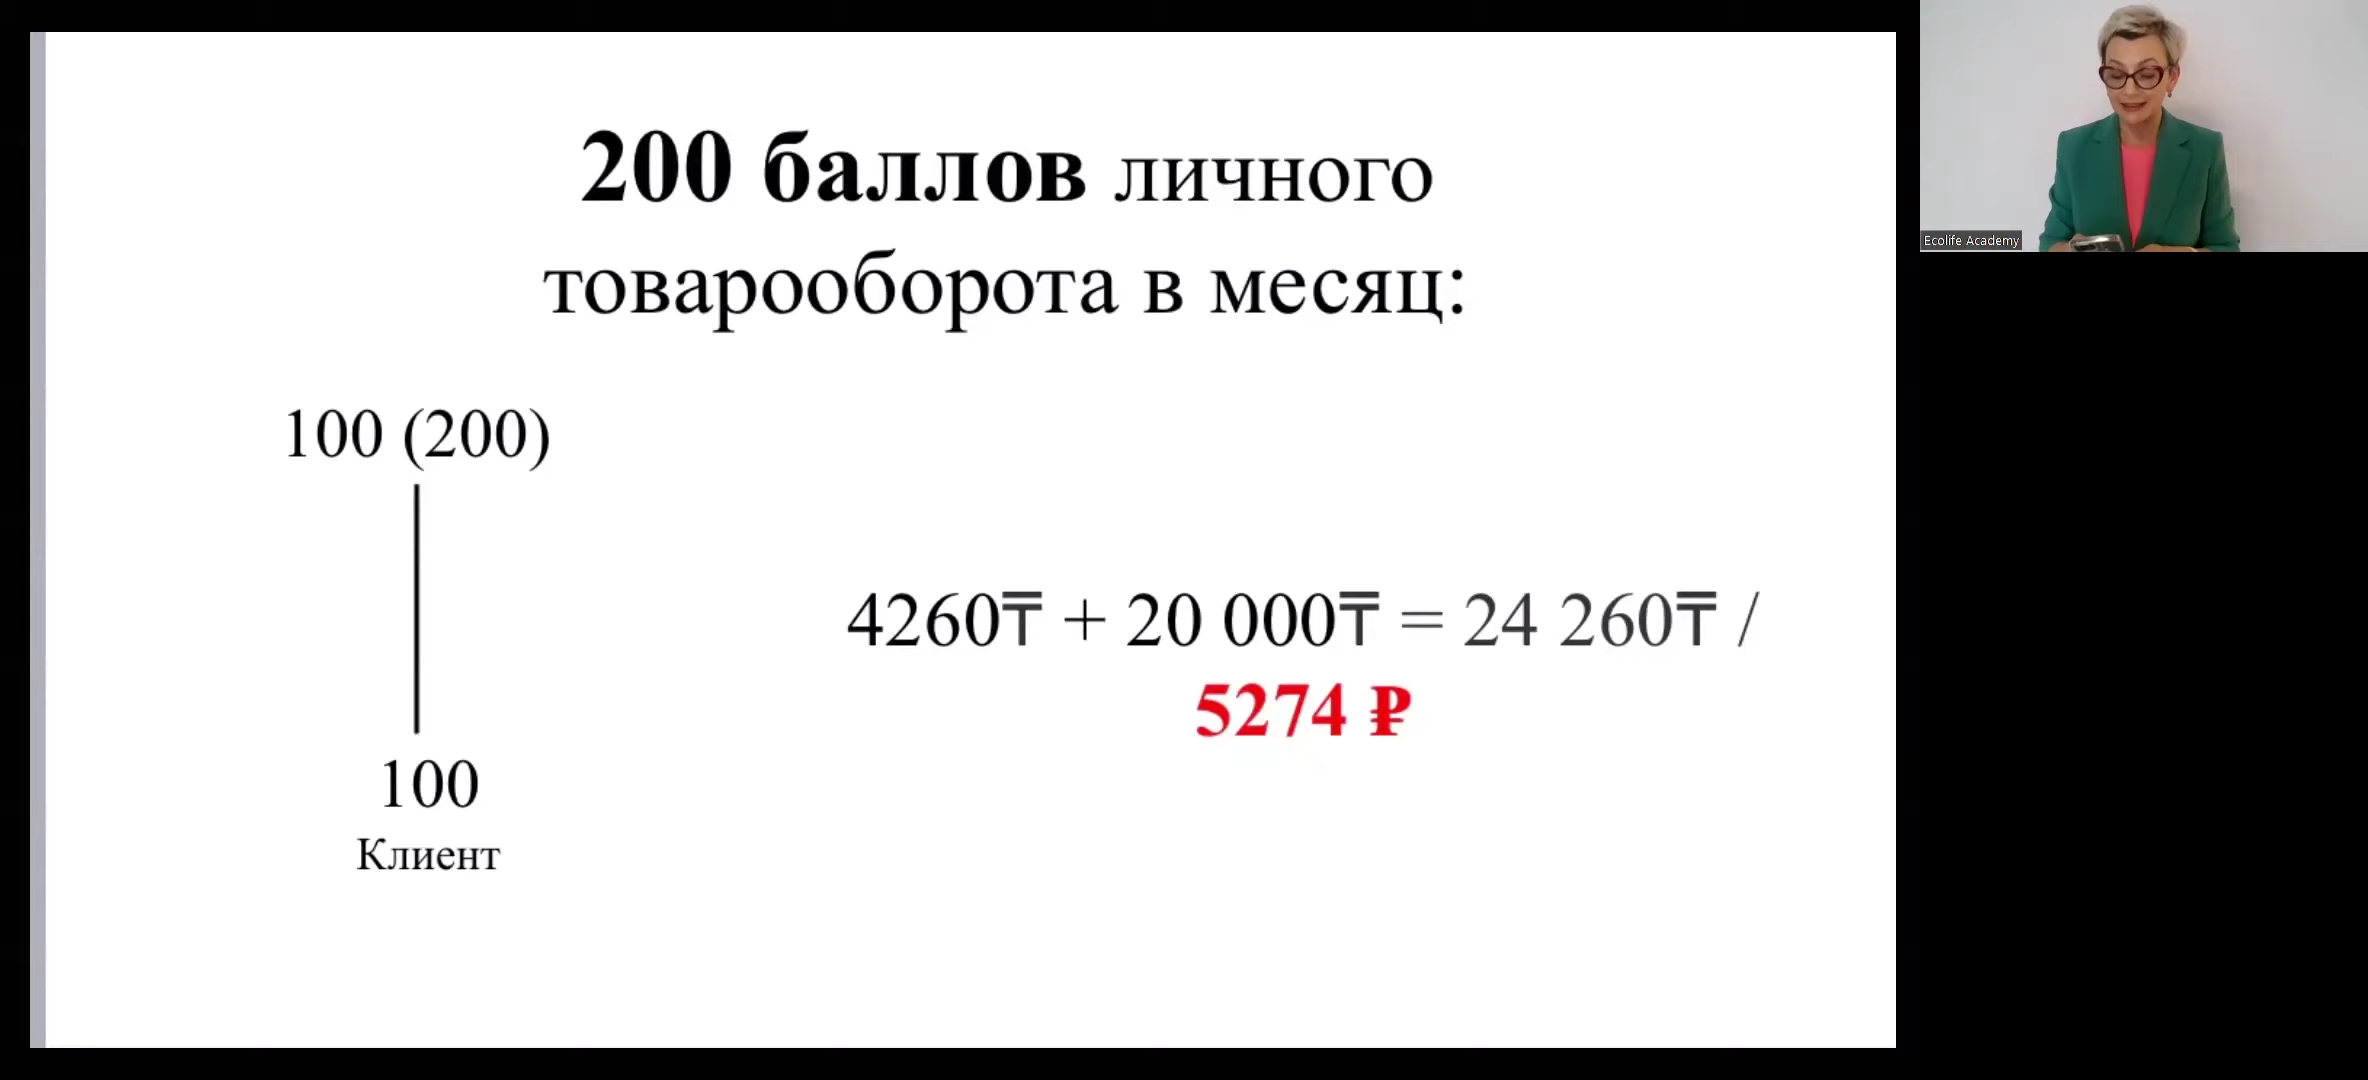 200 баллов личного
товарооборота в месяц:
100 (200)
4260₸ + 20 000₸ = 24 260₸ /
5274 ₽
100
Клиент
Ecolife Academy